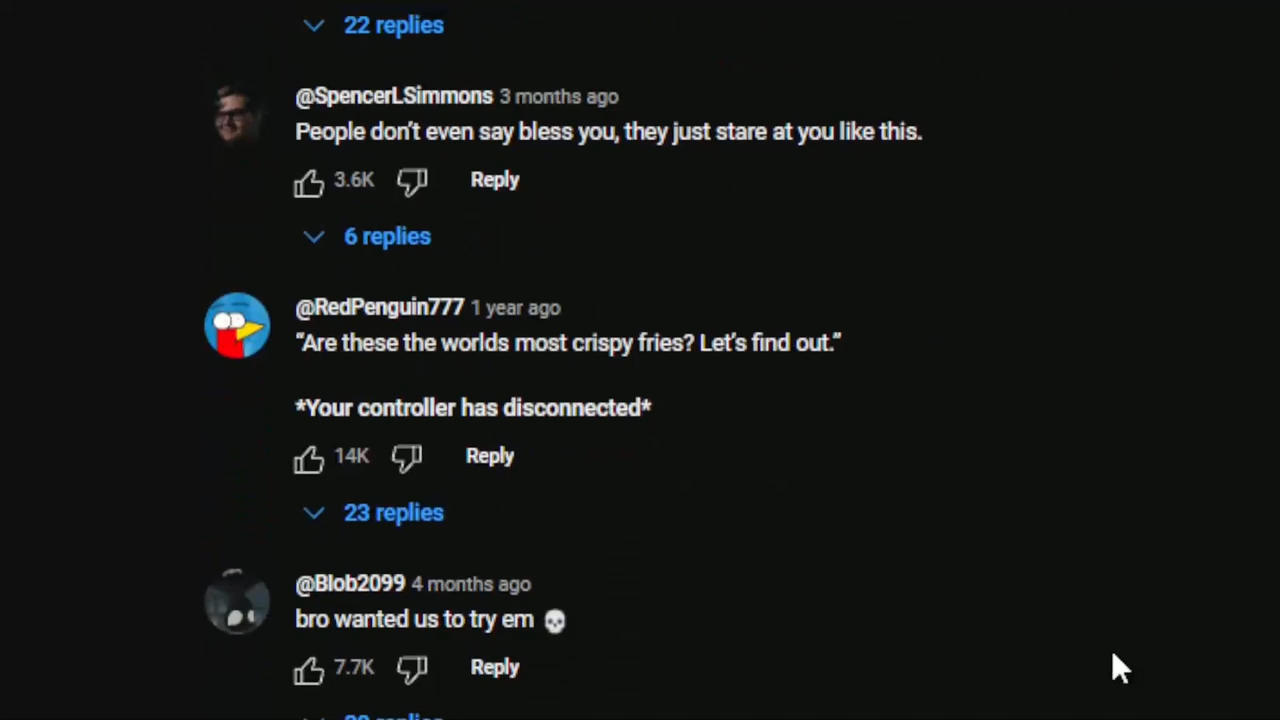 22 replies
@SpencerLSimmons 3 months ago
People don’t even say bless you, they just stare at you like this.
3.6K Reply
6 replies
@RedPenguin777 1 year ago
“Are these the worlds most crispy fries? Let’s find out.”
*Your controller has disconnected*
14K Reply
23 replies
@Blob2099 4 months ago
bro wanted us to try em 💀
7.7K Reply
replies